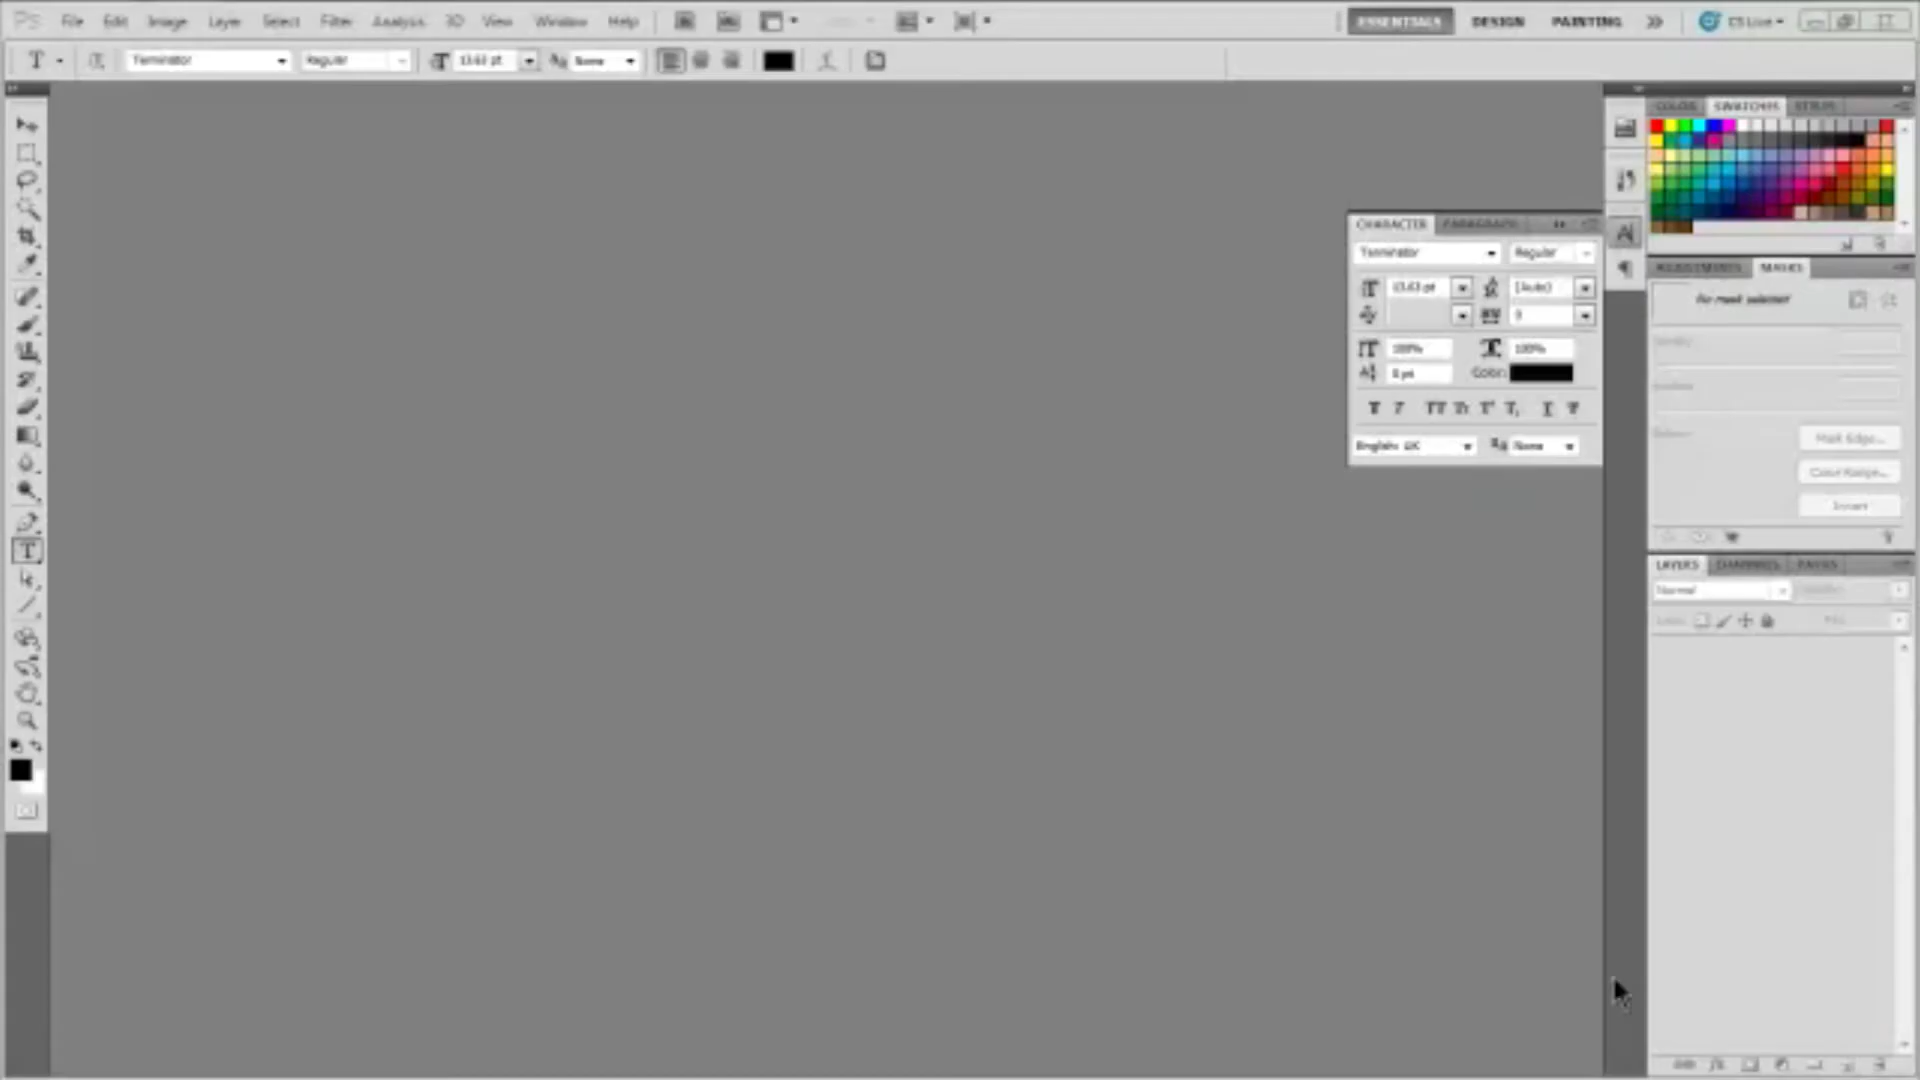 Ps File Edit Image Layer Select Filter Analysis 3D View Window Help ESSENTIALS DESIGN PAINTING CS Live
T Terminator Regular 13.63 pt None
COLOR SWATCHES STYLES
CHARACTER PARAGRAPH
Terminator Regular
13.63 pt (Auto)
0
100% 100%
0 pt Color:
English: UK None
ADJUSTMENTS MASKS
No mask selected
Mask Edge...
Color Range...
Invert
LAYERS CHANNELS PATHS
Normal